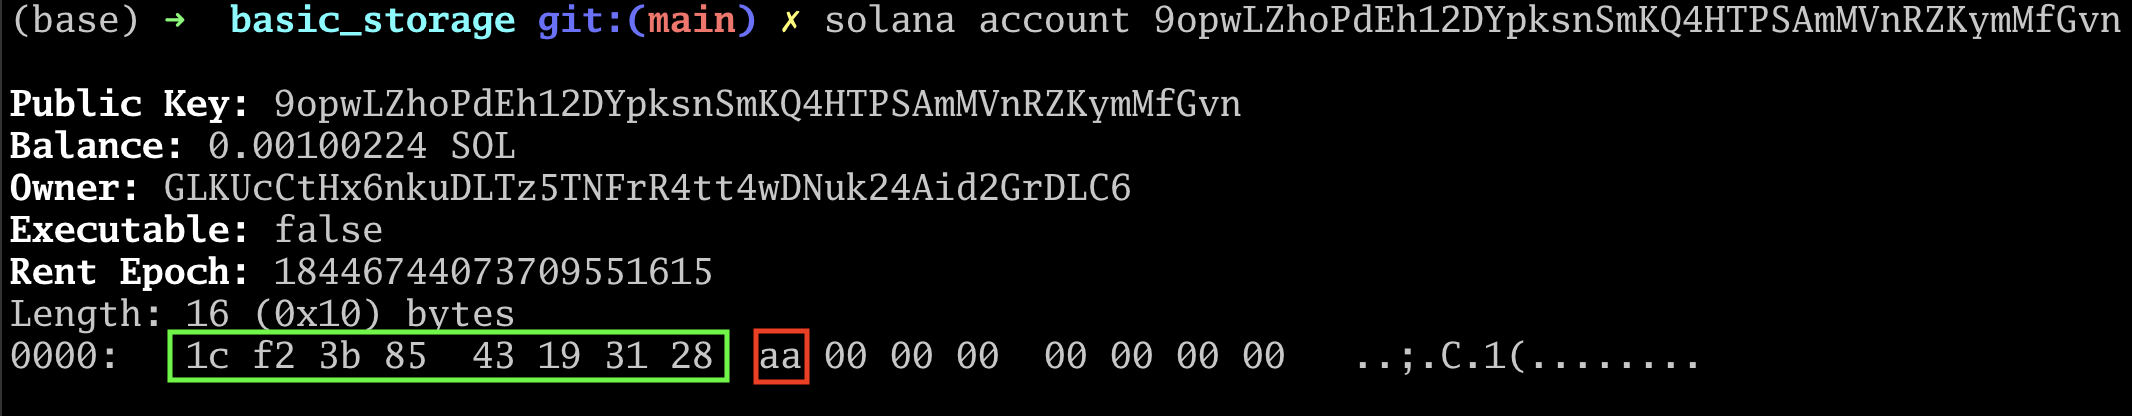 (base) ➜ basic_storage git:(main) ✗ solana account 9opwLZhoPdEh12DYpksnSmKQ4HTPSAmMVnRZKymMfGvn
Public Key: 9opwLZhoPdEh12DYpksnSmKQ4HTPSAmMVnRZKymMfGvn
Balance: 0.00100224 SOL
Owner: GLKUcCtHx6nkuDLTz5TNFrR4tt4wDNuk24Aid2GrDLC6
Executable: false
Rent Epoch: 18446744073709551615
Length: 16 (0x10) bytes
0000: 1c f2 3b 85 43 19 31 28 aa 00 00 00 00 00 00 00 ..;.C.1(........